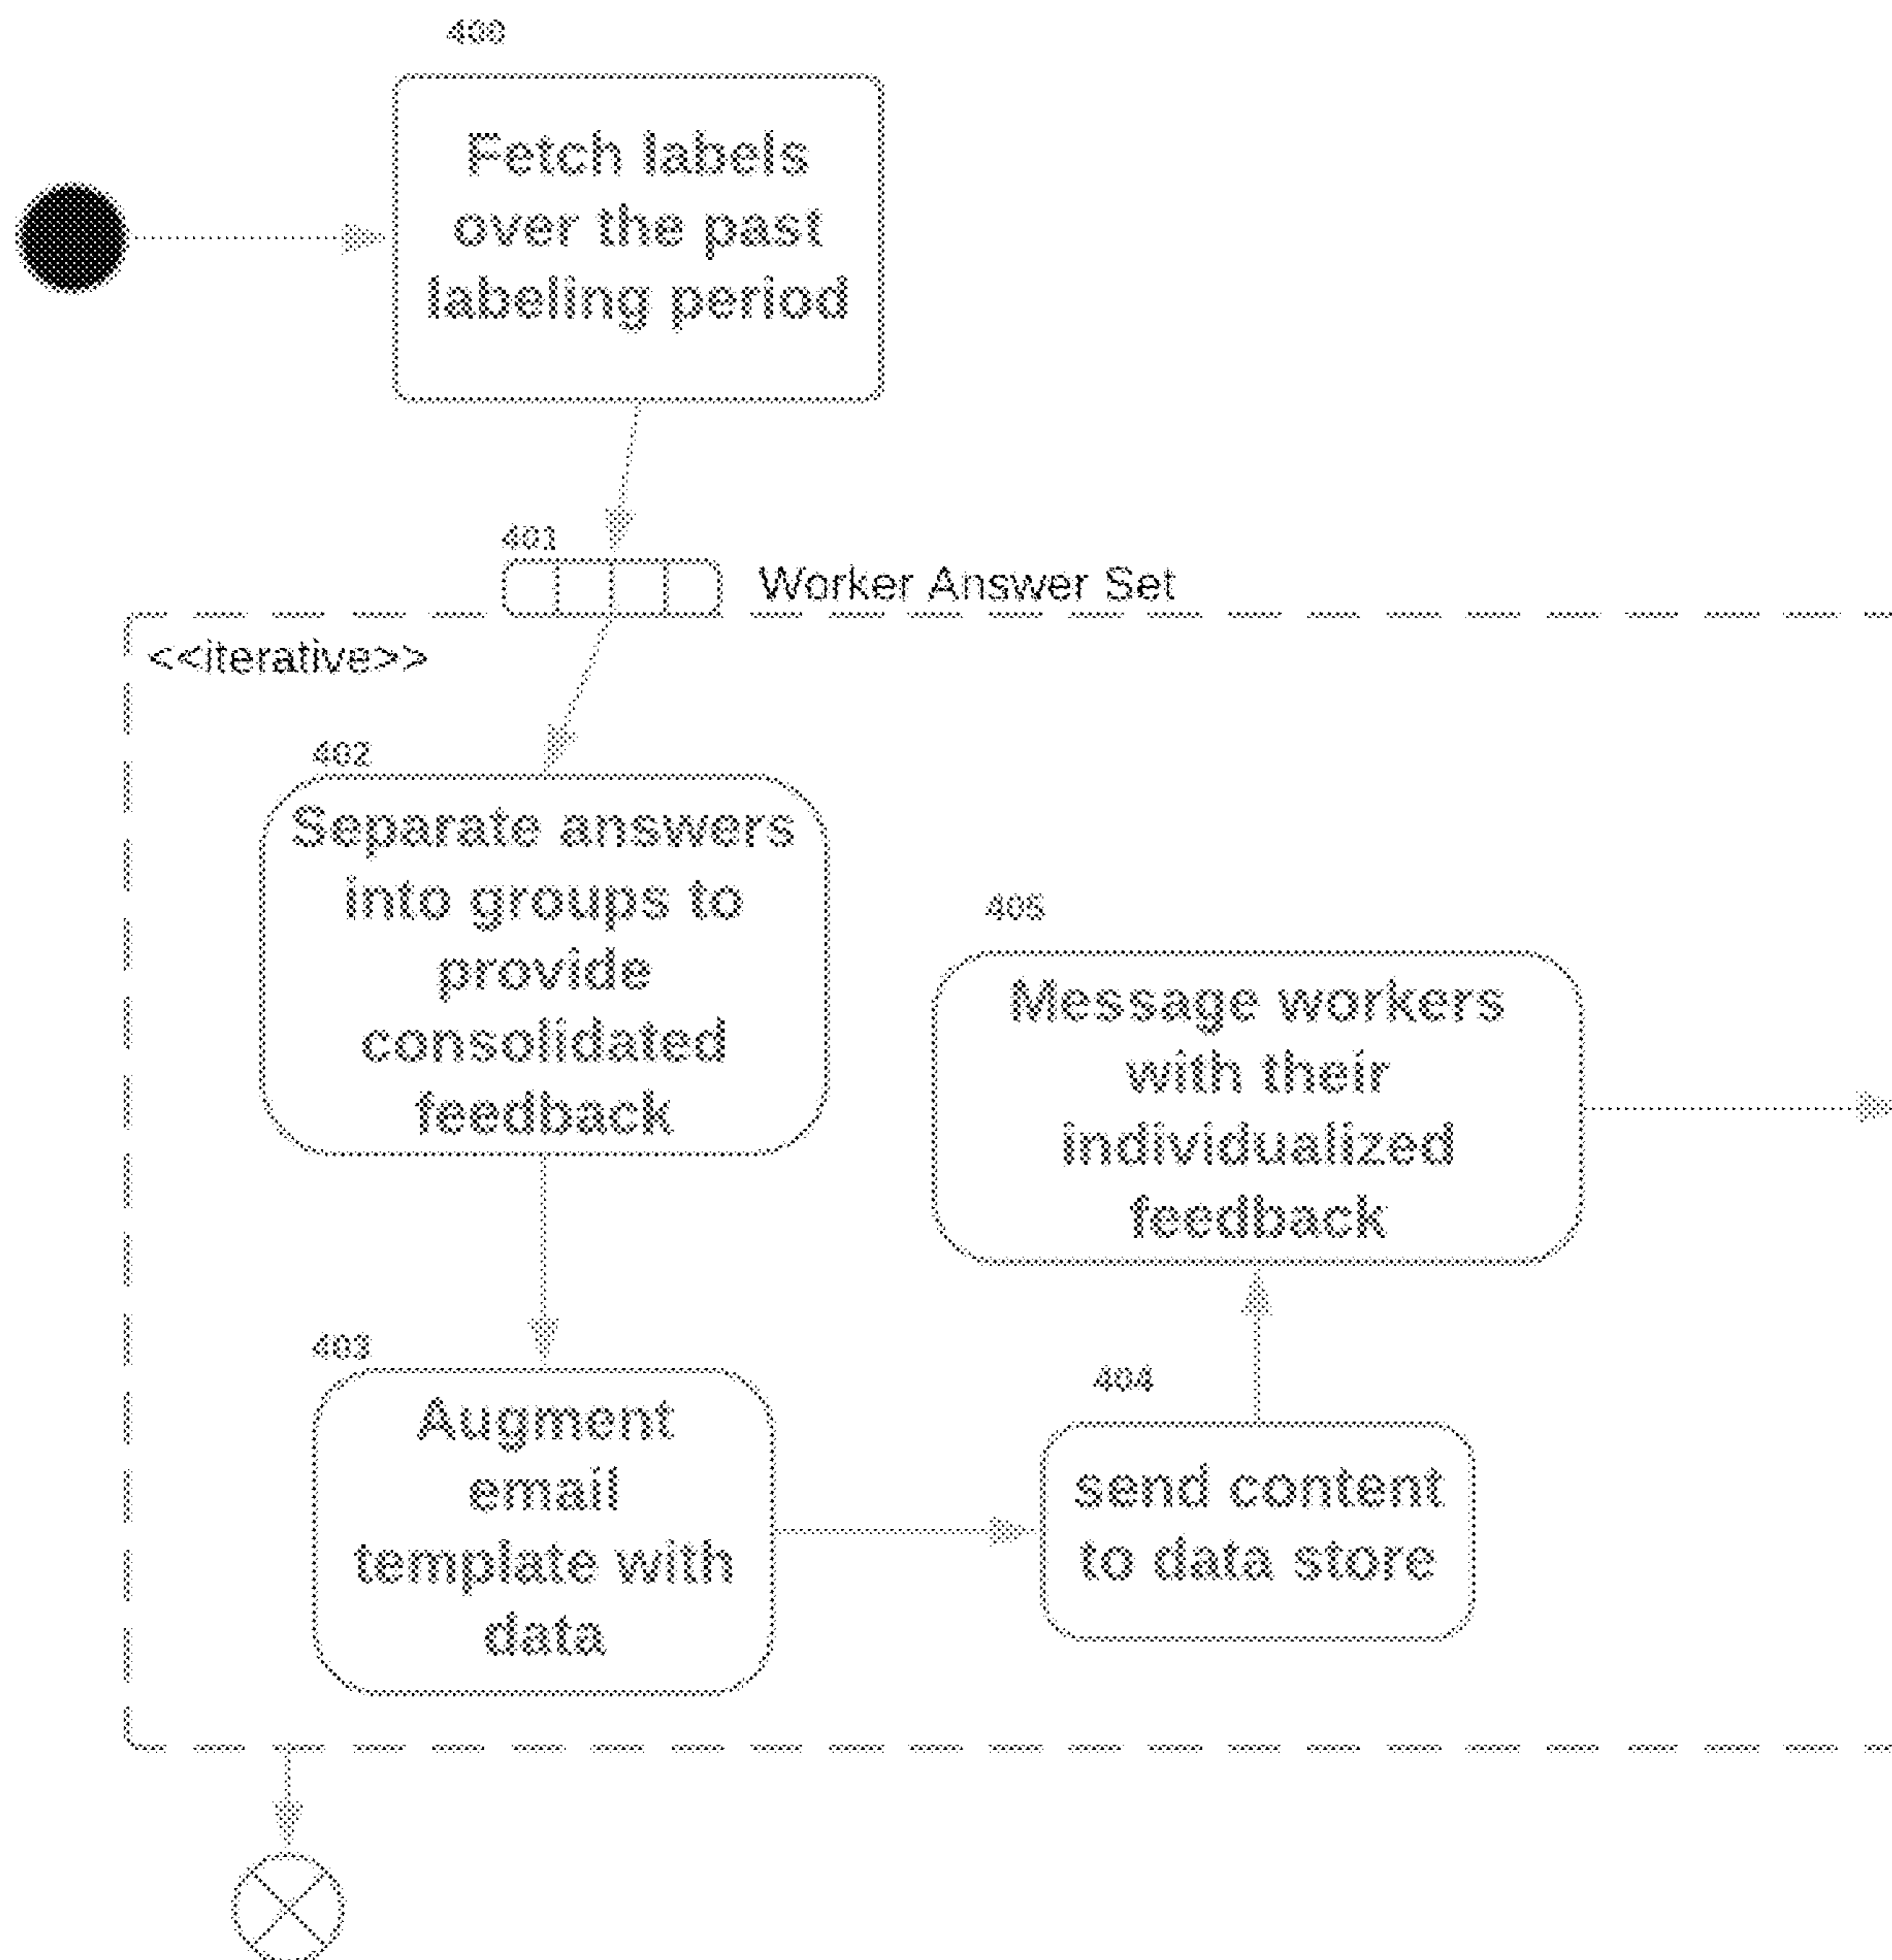 400
Fetch labels
over the past
labeling period
401
Worker Answer Set
<<iterative>>
402
Separate answers
into groups to
provide
consolidated
feedback
405
Message workers
with their
individualized
feedback
403
Augment
email
template with
data
404
send content
to data store